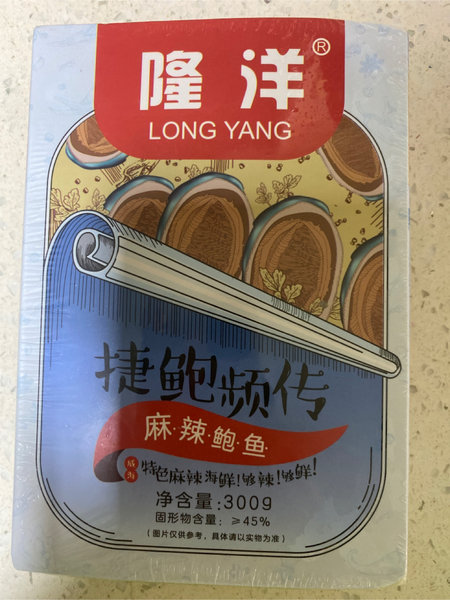 隆洋®
LONG YANG
捷鲍频传
麻·辣·鲍·鱼
威海
特色麻辣海鲜!够辣!够鲜!
净含量:300g
固形物含量: ≥45%
(图片仅供参考,具体请以实物为准)